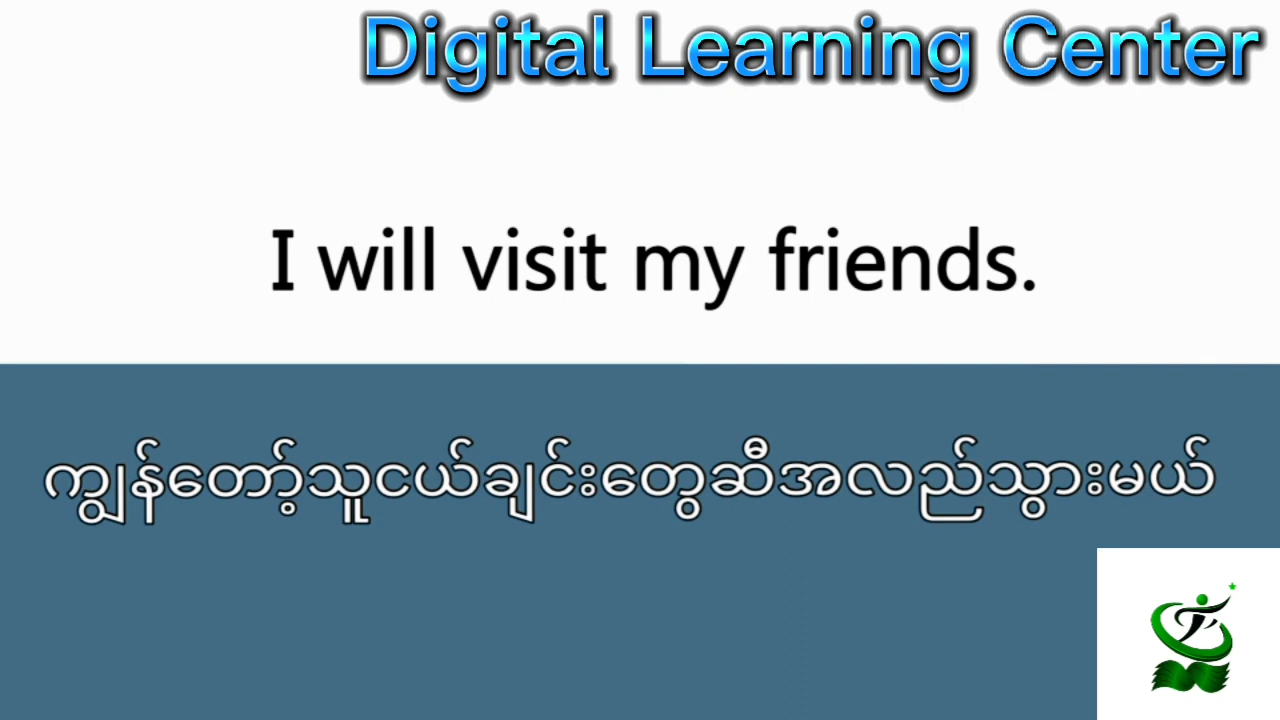 Digital Learning Center
I will visit my friends.
ကျွန်တော့်သူငယ်ချင်းတွေဆီအလည်သွားမယ်